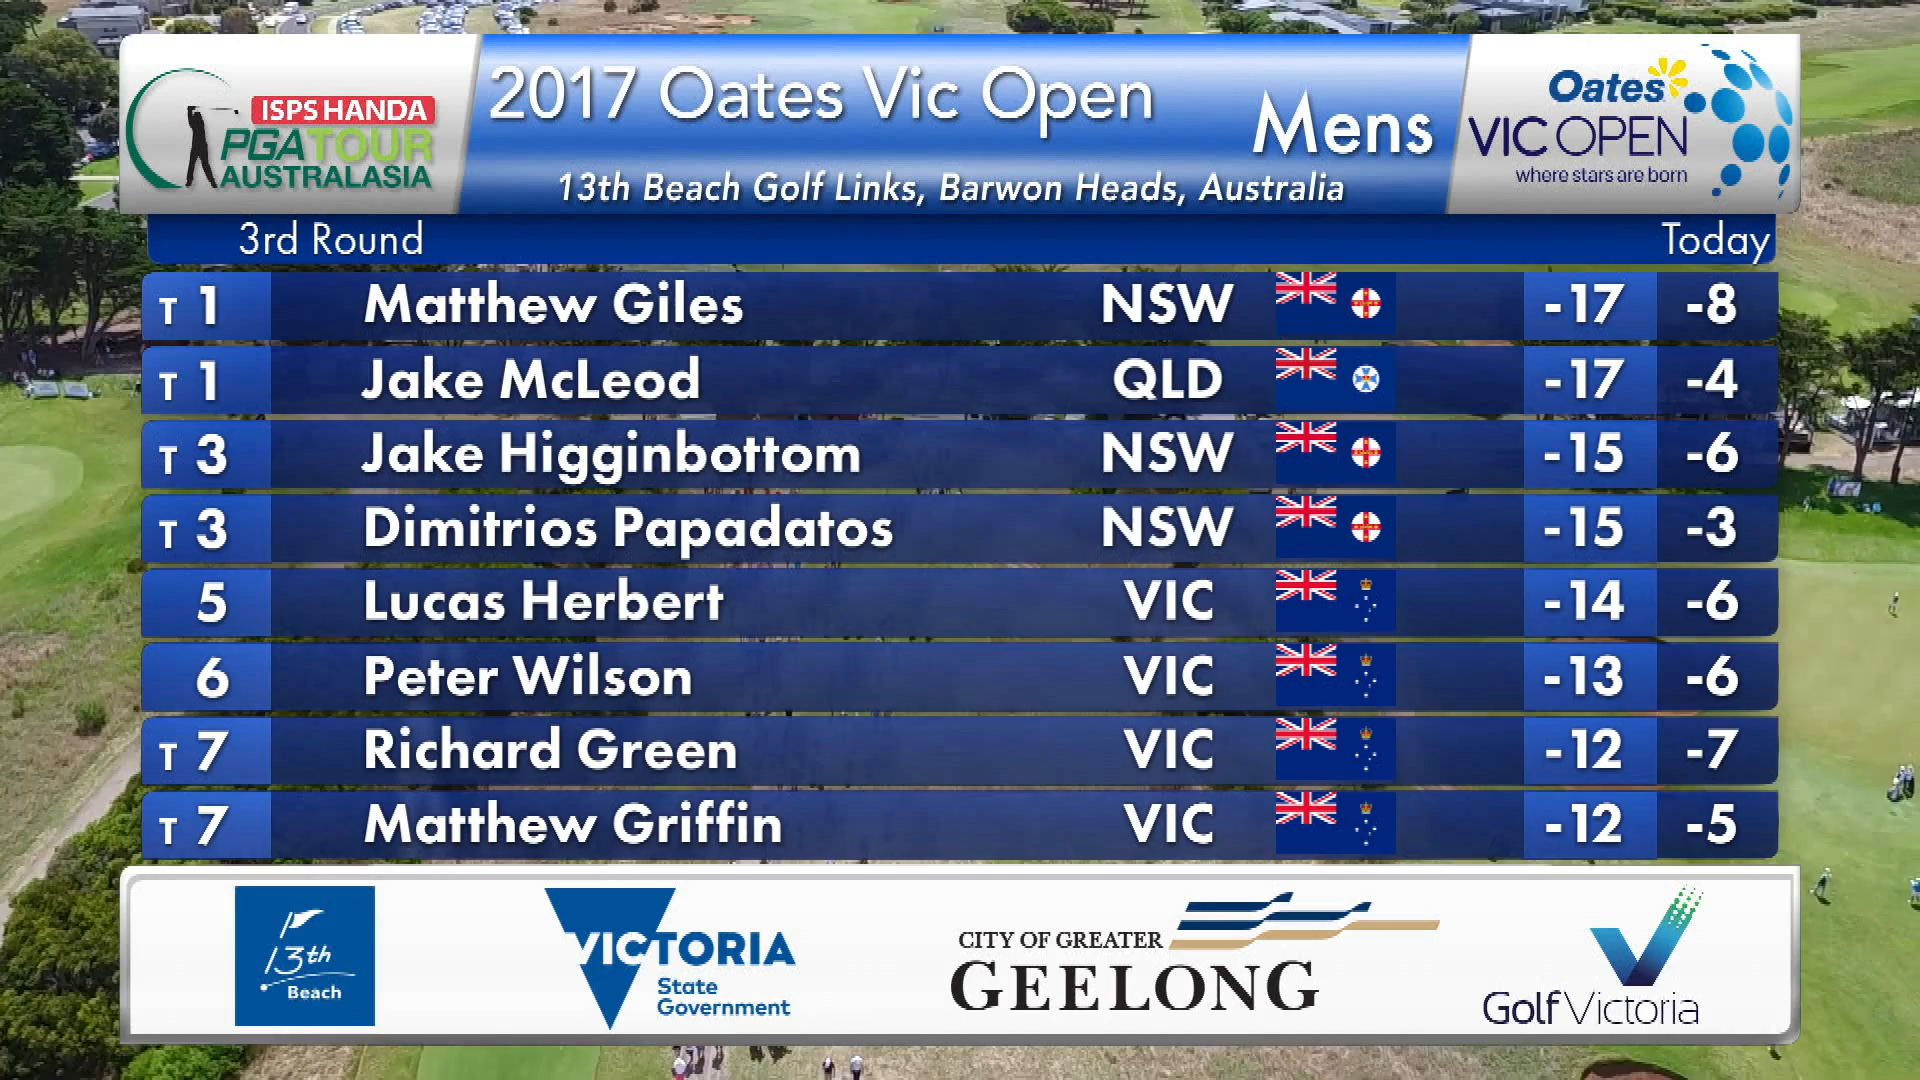 ISPS HANDA
PGA TOUR
AUSTRALASIA
2017 Oates Vic Open
Mens
13th Beach Golf Links, Barwon Heads, Australia
Oates
VIC OPEN
where stars are born
3rd Round Today
T 1 Matthew Giles NSW -17 -8
T 1 Jake McLeod QLD -17 -4
T 3 Jake Higginbottom NSW -15 -6
T 3 Dimitrios Papadatos NSW -15 -3
5 Lucas Herbert VIC -14 -6
6 Peter Wilson VIC -13 -6
T 7 Richard Green VIC -12 -7
T 7 Matthew Griffin VIC -12 -5
13th
Beach
VICTORIA
State
Government
CITY OF GREATER
GEELONG
Golf Victoria